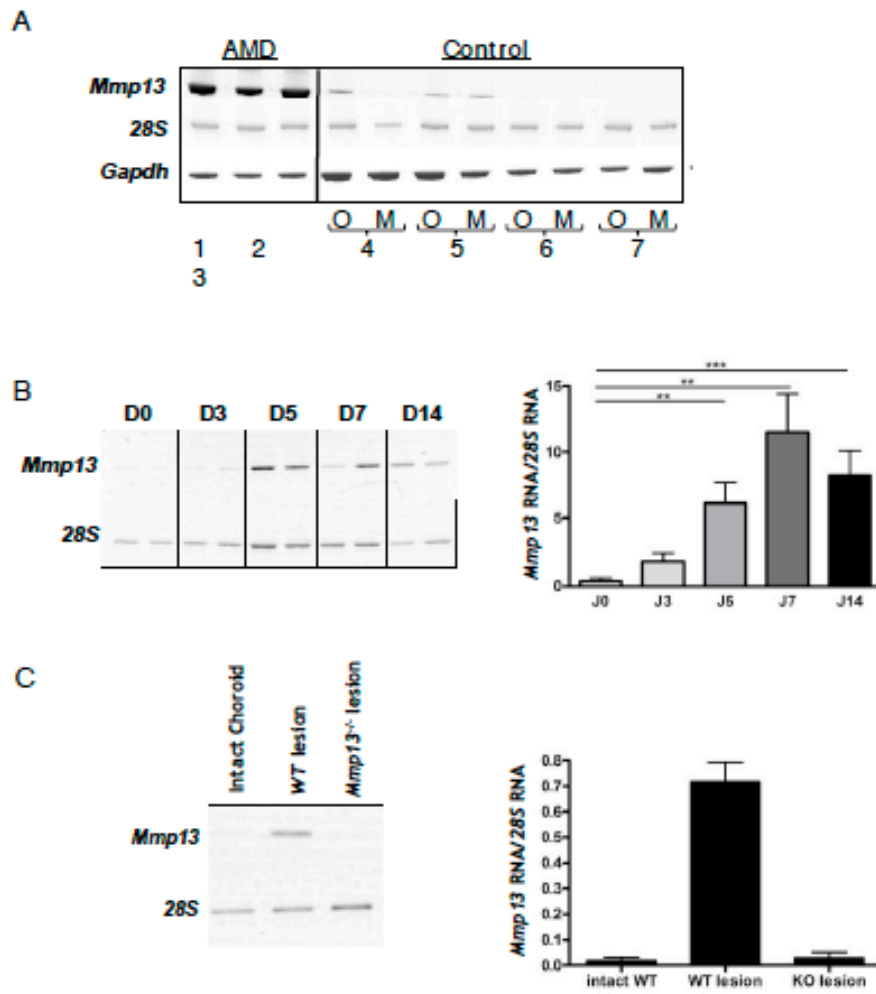 A
AMD Control
Mmp13
28S
Gapdh
O M O M O M O M
1 2 4 5 6 7
3
B
D0 D3 D5 D7 D14
Mmp13
28S
***
**
**
Mmp13 RNA/28S RNA
15
10
5
0
J0 J3 J5 J7 J14
C
Intact Choroid
WT lesion
Mmp13-/- lesion
Mmp13
28S
Mmp13 RNA/28S RNA
0.8
0.7
0.6
0.5
0.4
0.3
0.2
0.1
0.0
intact WT WT lesion KO lesion